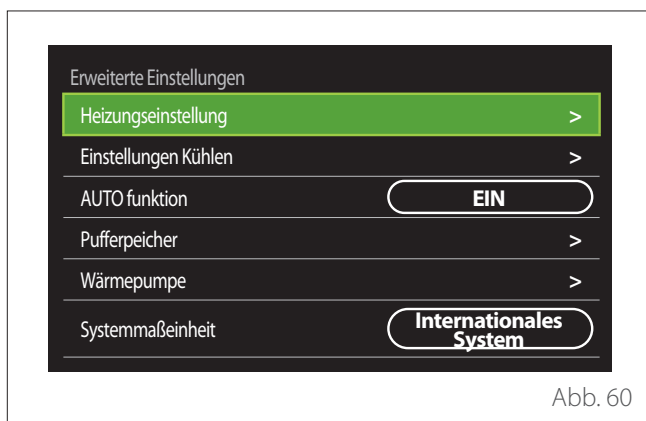 Erweiterte Einstellungen
Heizungseinstellung >
Einstellungen Kühlen >
AUTO funktion EIN
Pufferpeicher >
Wärmepumpe >
Systemmaßeinheit Internationales
System
Abb. 60